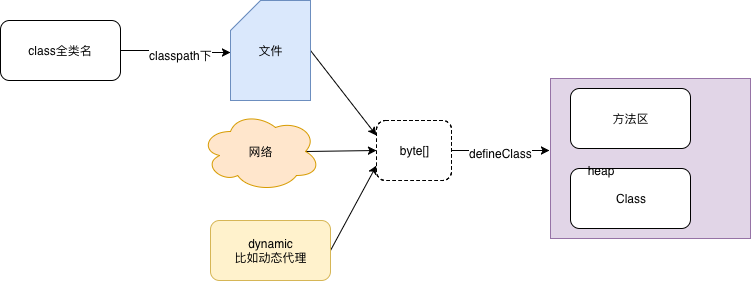 class全类名
classpath下
文件
网络
dynamic
比如动态代理
byte[]
defineClass
方法区
heap
Class